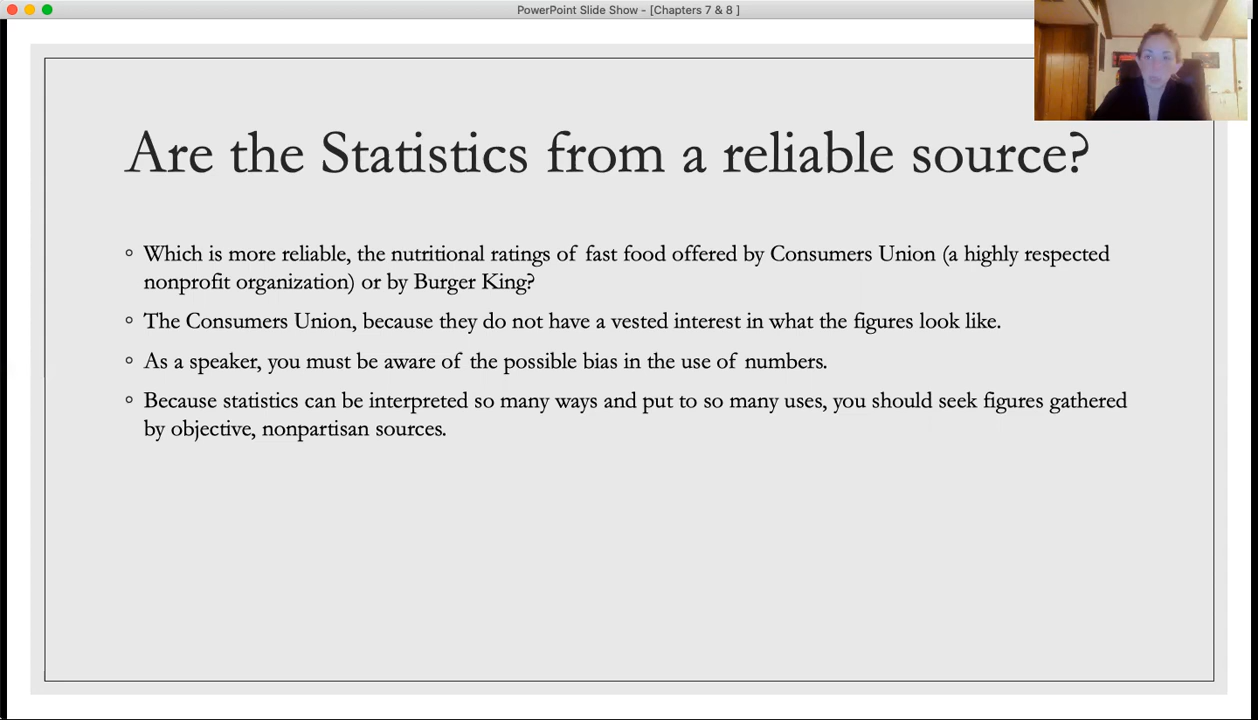 PowerPoint Slide Show - [Chapters 7 & 8 ]
Are the Statistics from a reliable source?
◦ Which is more reliable, the nutritional ratings of fast food offered by Consumers Union (a highly respected
nonprofit organization) or by Burger King?
◦ The Consumers Union, because they do not have a vested interest in what the figures look like.
◦ As a speaker, you must be aware of the possible bias in the use of numbers.
◦ Because statistics can be interpreted so many ways and put to so many uses, you should seek figures gathered
by objective, nonpartisan sources.